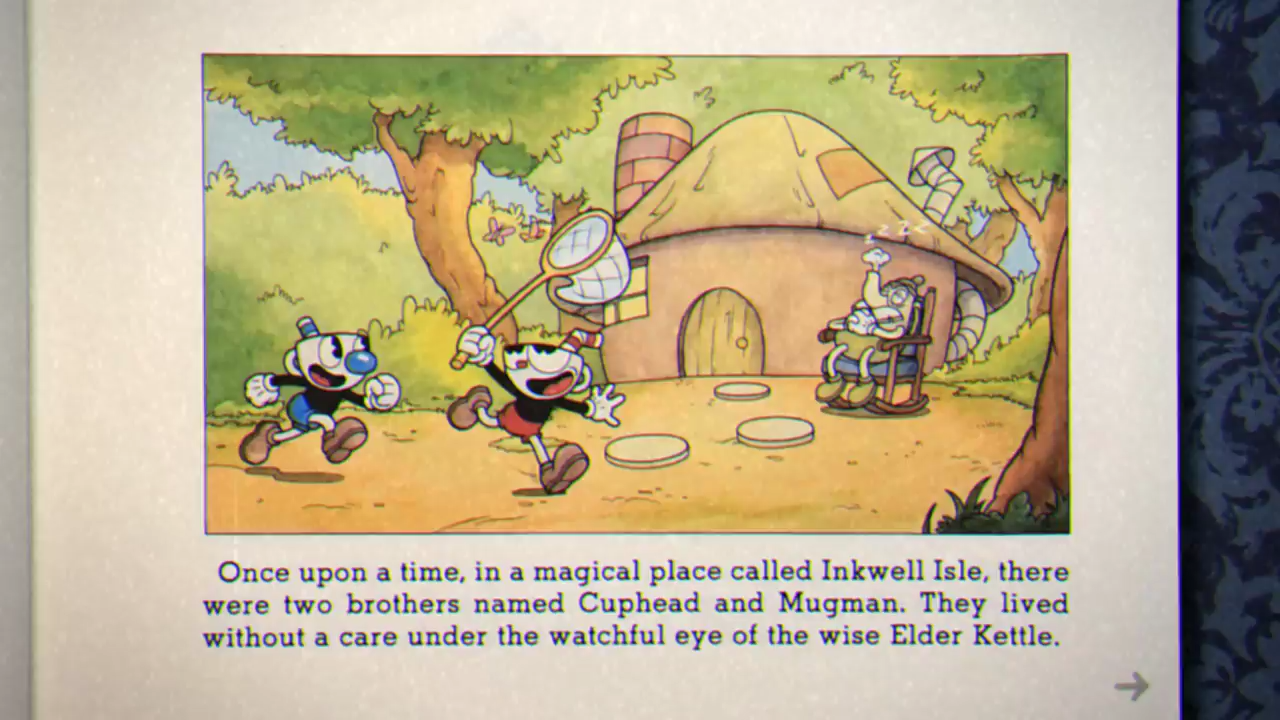 z z z z
Once upon a time, in a magical place called Inkwell Isle, there
were two brothers named Cuphead and Mugman. They lived
without a care under the watchful eye of the wise Elder Kettle.